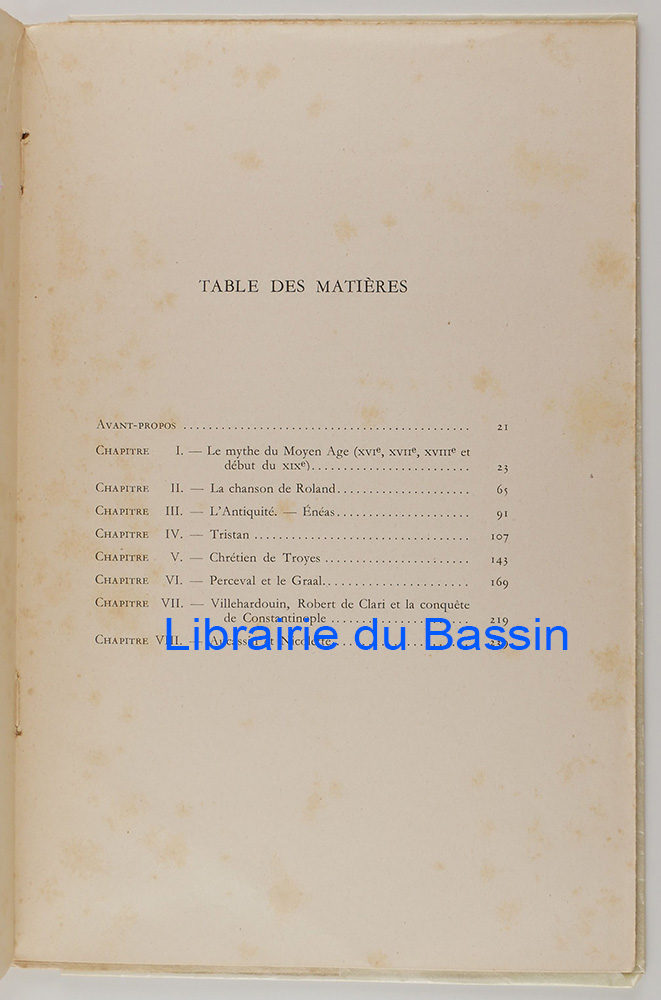 TABLE DES MATIÈRES
AVANT-PROPOS ................................................ 21
CHAPITRE I. — Le mythe du Moyen Age (XVIe, XVIIe, XVIIIe et
début du XIXe).......................... 23
CHAPITRE II. — La chanson de Roland...................... 65
CHAPITRE III. — L'Antiquité. — Énéas...................... 91
CHAPITRE IV. — Tristan .................................... 107
CHAPITRE V. — Chrétien de Troyes ........................ 143
CHAPITRE VI. — Perceval et le Graal........................ 169
CHAPITRE VII. — Villehardouin, Robert de Clari et la conquête
de Constantinople ....................... 219
CHAPITRE VIII. — Aucassin et Nicolette......................
Librairie du Bassin